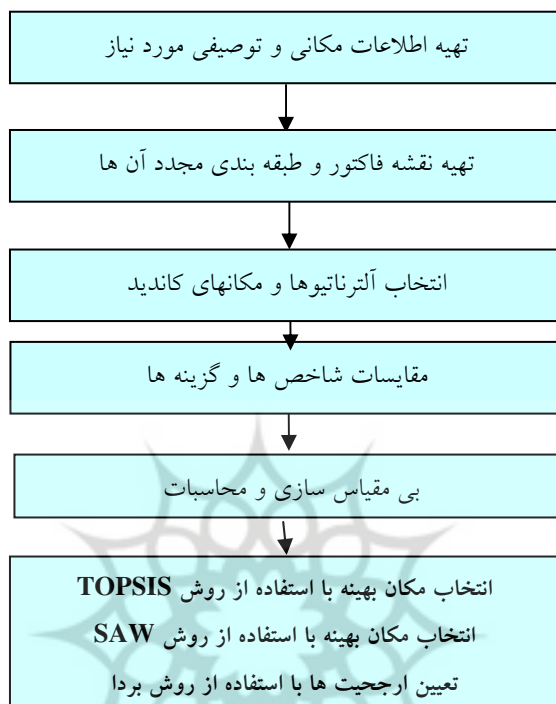 تهیه اطلاعات مکانی و توصیفی مورد نیاز
تهیه نقشه فاکتور و طبقه بندی مجدد آن ها
انتخاب آلترناتیوها و مکانهای کاندید
مقایسات شاخص ها و گزینه ها
بی مقیاس سازی و محاسبات
انتخاب مکان بهینه با استفاده از روش TOPSIS
انتخاب مکان بهینه با استفاده از روش SAW
تعیین ارجحیت ها با استفاده از روش بردا